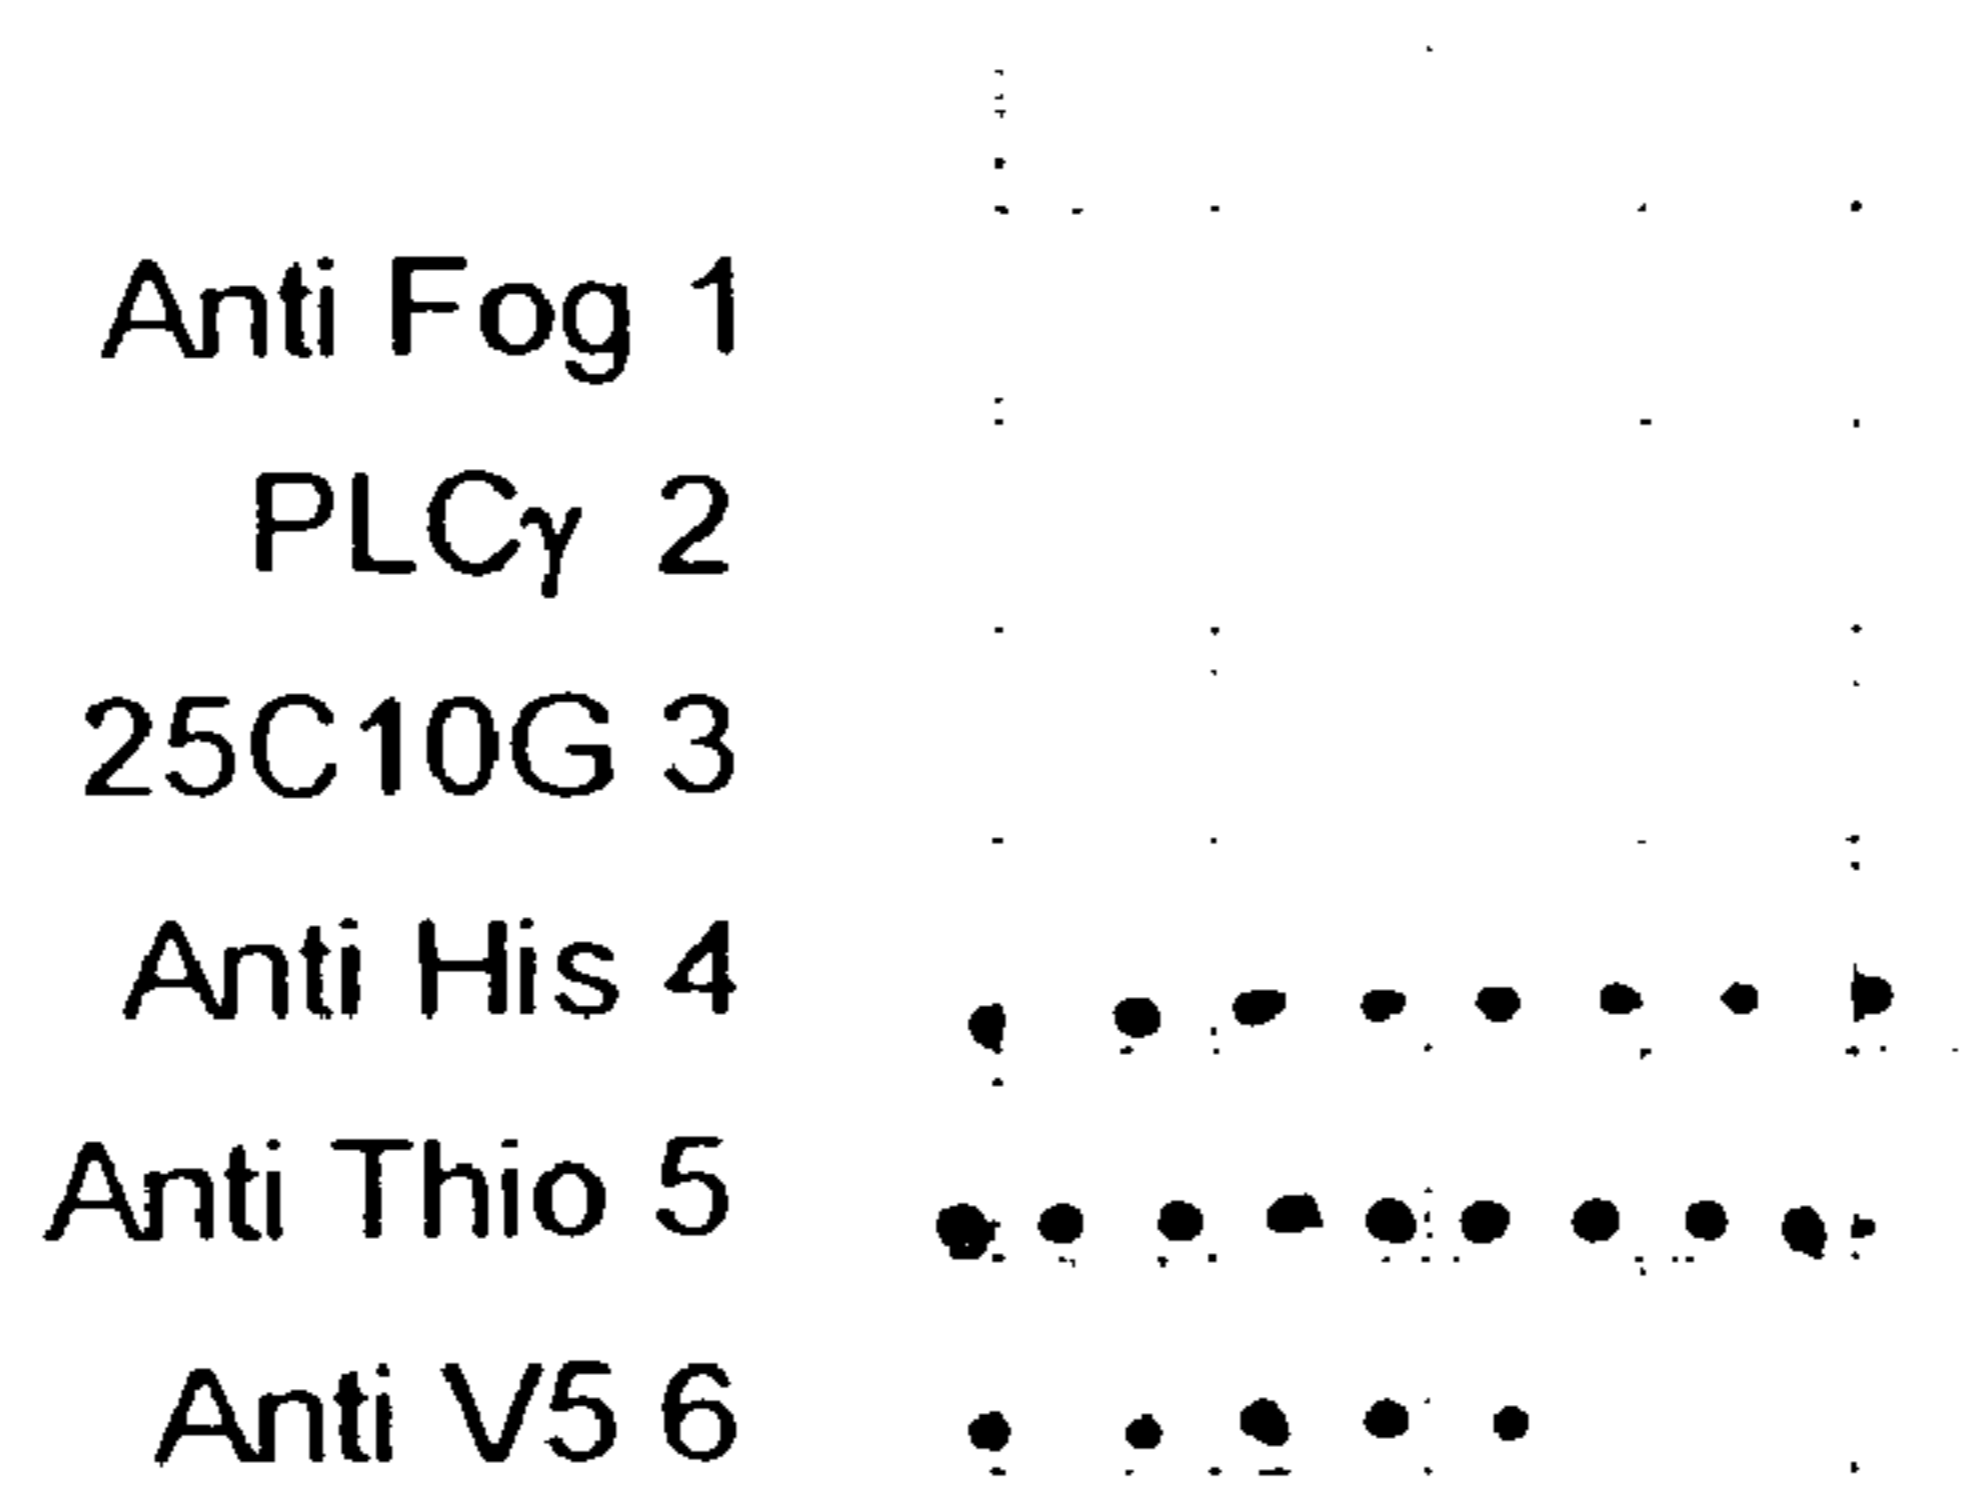 Anti Fog 1
PLCγ 2
25C10G 3
Anti His 4
Anti Thio 5
Anti V5 6